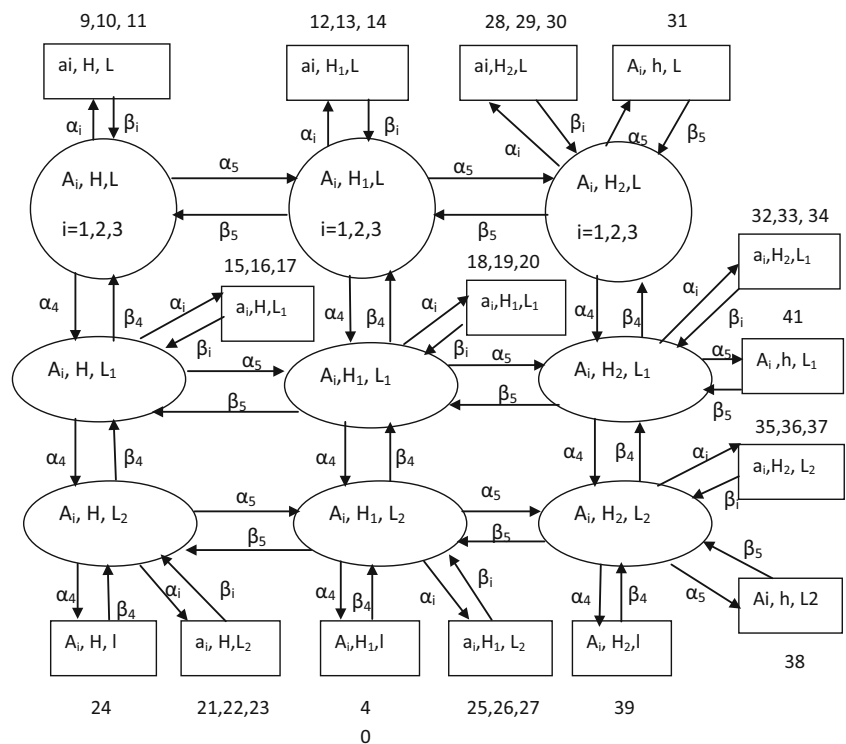 9,10, 11
12,13, 14
28, 29, 30
31
ai, H, L
ai, H₁,L
ai,H₂,L
Aᵢ, h, L
αᵢ
βᵢ
αᵢ
βᵢ
αᵢ
βᵢ
α₅
β₅
Aᵢ, H,L
i=1,2,3
α₅
β₅
Aᵢ, H₁,L
i=1,2,3
α₅
β₅
Aᵢ, H₂,L
i=1,2,3
32,33, 34
aᵢ,H₂,L₁
α₄
β₄
αᵢ
15,16,17
aᵢ,H,L₁
βᵢ
α₄
β₄
αᵢ
18,19,20
aᵢ,H₁,L₁
βᵢ
α₄
β₄
αᵢ
βᵢ
41
Aᵢ, H, L₁
α₅
β₅
Aᵢ,H₁, L₁
α₅
β₅
Aᵢ, H₂, L₁
α₅
β₅
Aᵢ ,h, L₁
α₄
β₄
α₄
β₄
α₄
β₄
αᵢ
βᵢ
35,36,37
aᵢ,H₂, L₂
Aᵢ, H, L₂
α₅
β₅
Aᵢ, H₁, L₂
α₅
β₅
Aᵢ, H₂, L₂
β₅
α₅
Ai, h, L2
38
α₄
β₄
αᵢ
βᵢ
α₄
β₄
αᵢ
βᵢ
α₄
β₄
Aᵢ, H, l
aᵢ, H,L₂
Aᵢ,H₁,l
aᵢ,H₁, L₂
Aᵢ, H₂,l
24
21,22,23
4
0
25,26,27
39